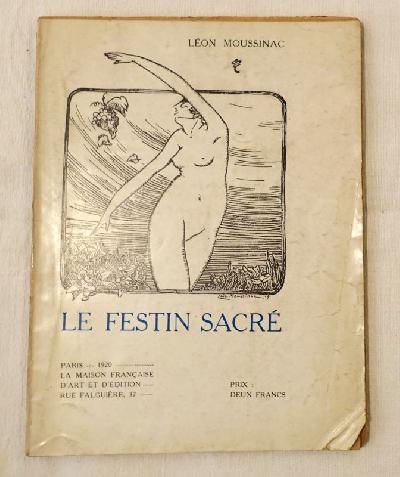 LÉON MOUSSINAC
LE FESTIN SACRÉ
PARIS — 1920
LA MAISON FRANÇAISE
D'ART ET D'ÉDITION —
RUE FALGUIÈRE, 37 —
PRIX :
DEUX FRANCS